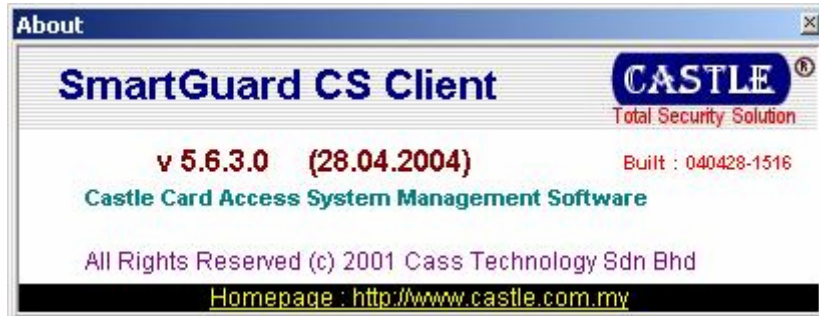 About
SmartGuard CS Client
CASTLE ®
Total Security Solution
v 5.6.3.0 (28.04.2004)
Built : 040428-1516
Castle Card Access System Management Software
All Rights Reserved (c) 2001 Cass Technology Sdn Bhd
Homepage : http://www.castle.com.my